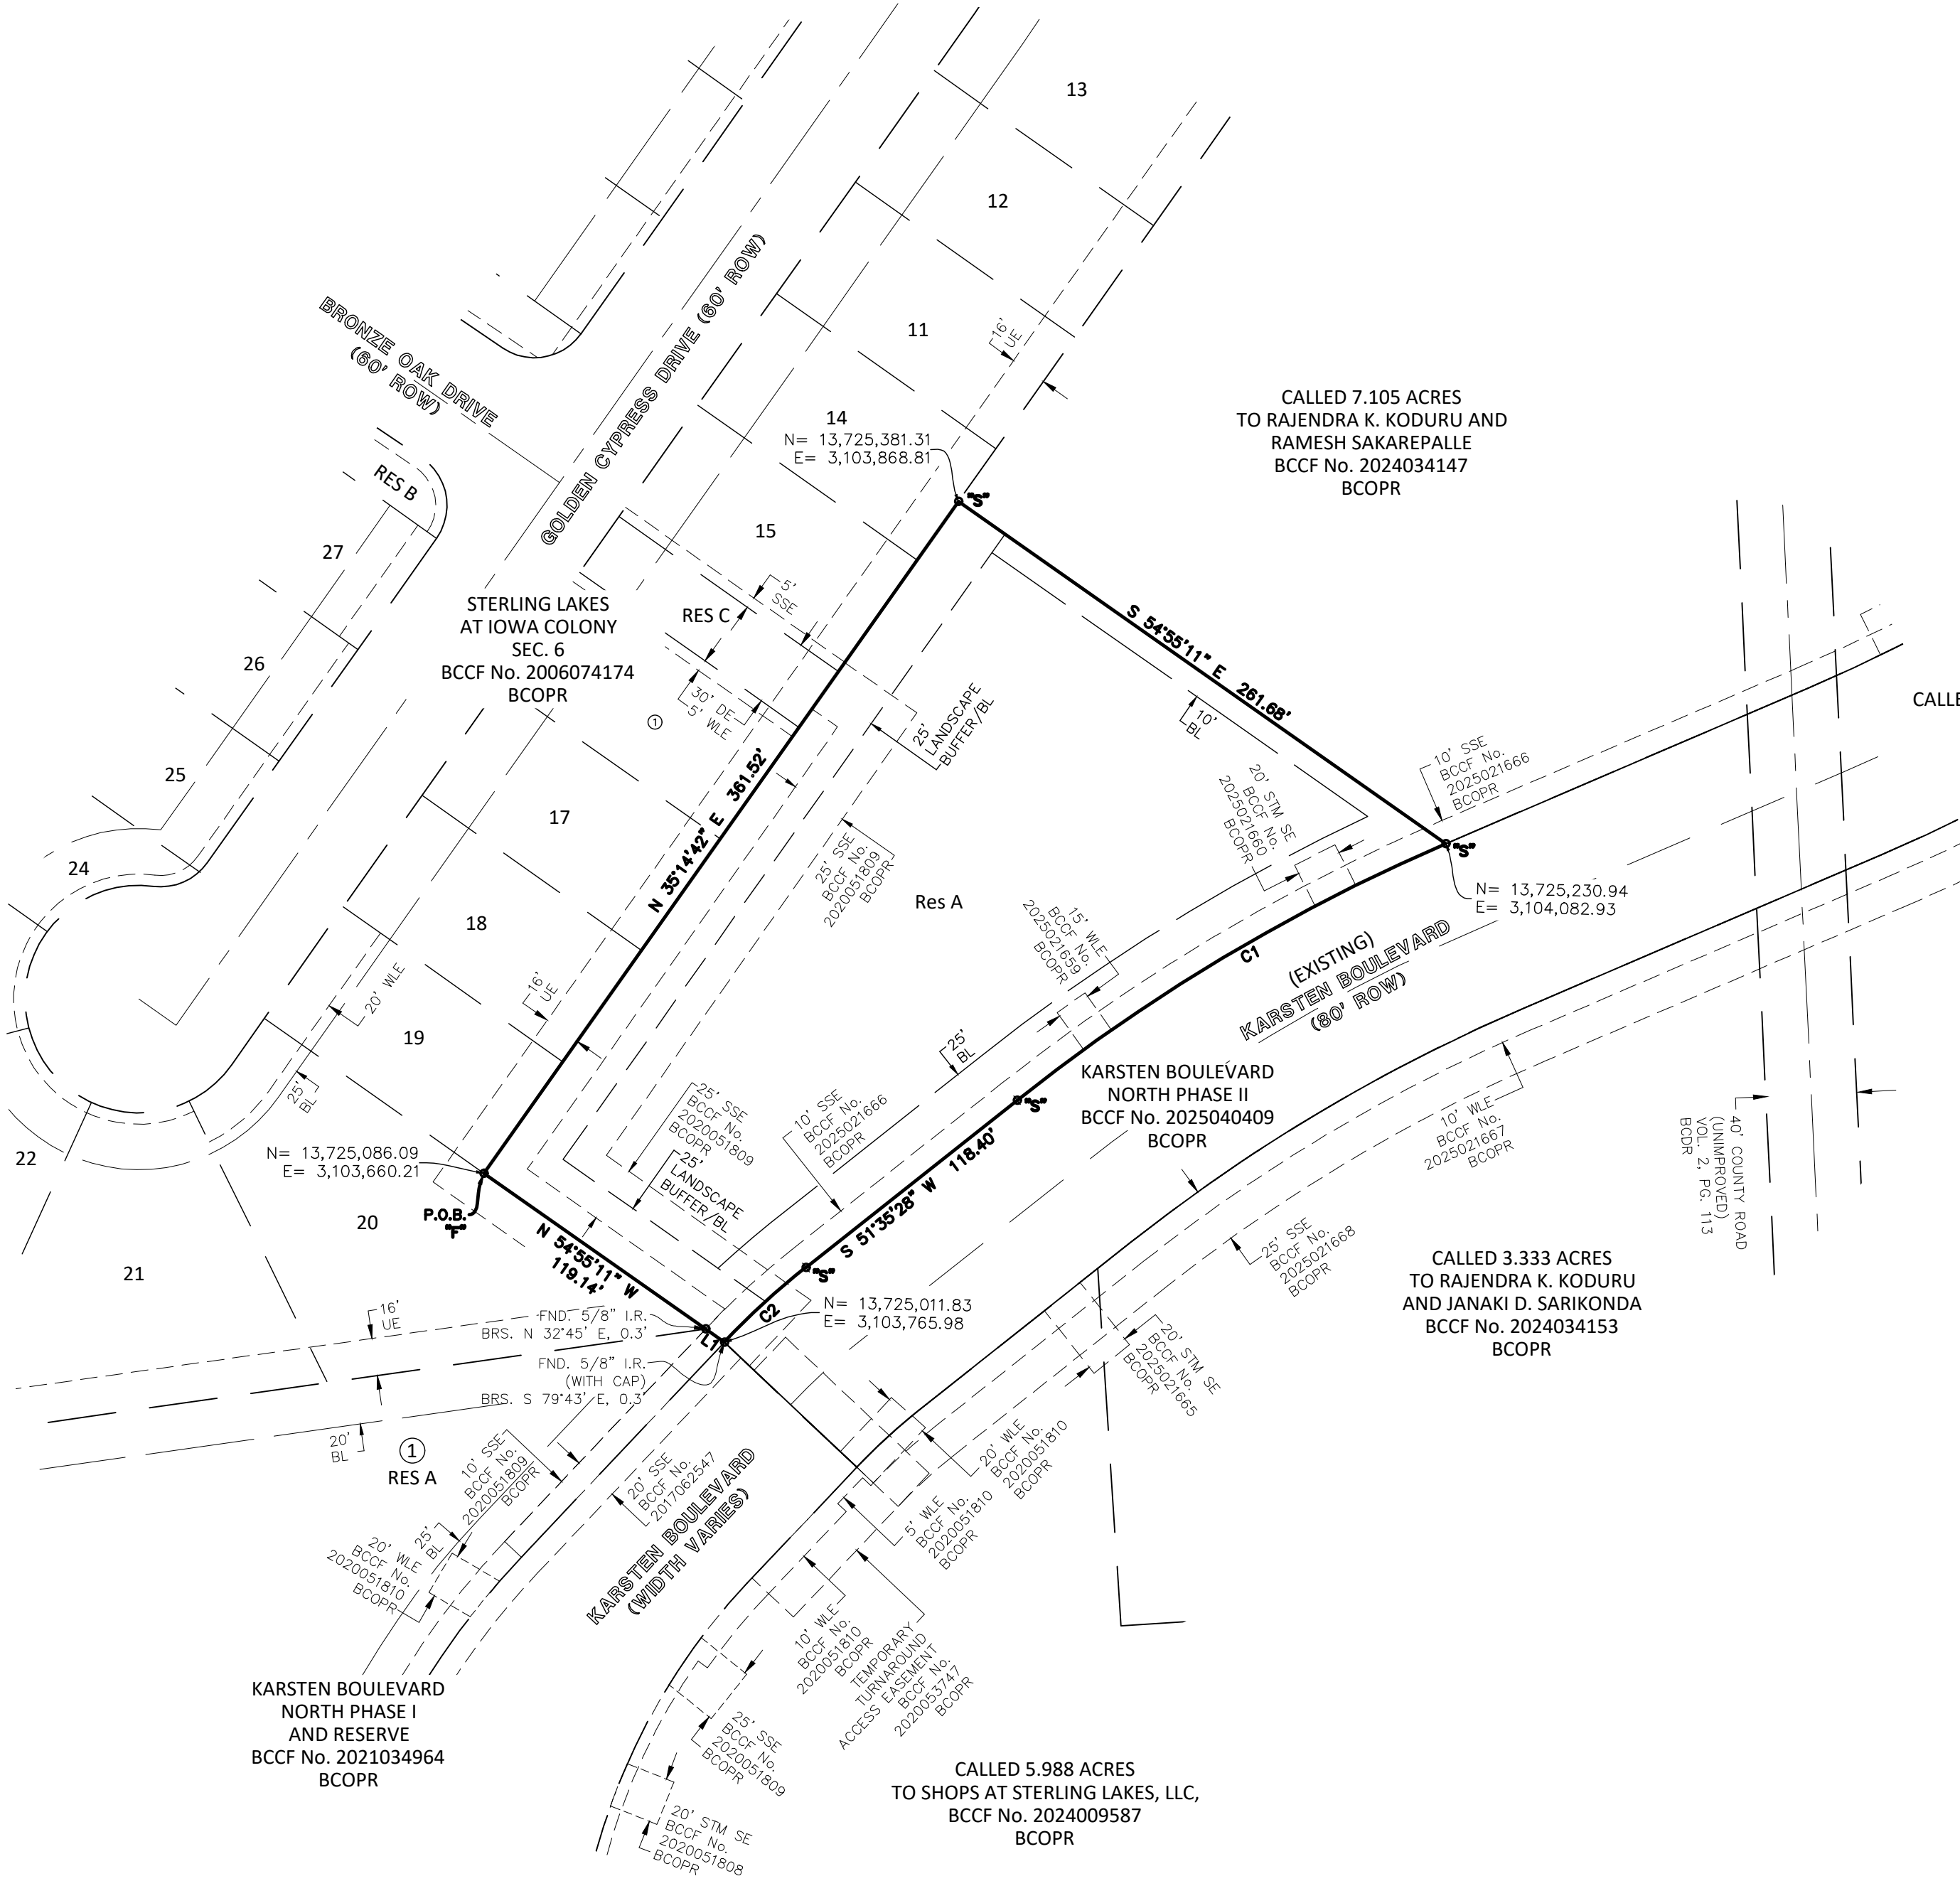 13
12
11
16'
UE
BRONZE OAK DRIVE
(60' ROW)
GOLDEN CYPRESS DRIVE (60' ROW)
CALLED 7.105 ACRES
TO RAJENDRA K. KODURU AND
RAMESH SAKAREPALLE
BCCF No. 2024034147
BCOPR
14
N= 13,725,381.31
E= 3,103,868.81
"S"
RES B
27
15
5'
SSE
STERLING LAKES
AT IOWA COLONY
SEC. 6
BCCF No. 2006074174
BCOPR
RES C
S 54°55'11" E 261.68'
26
30' DE
5' WLE
1
25'
LANDSCAPE
BUFFER/BL
10'
BL
CALLE
10' SSE
BCCF No.
2025021666
BCOPR
25
17
N 35°14'42" E 361.52'
20' STM SE
BCCF No.
2025021660
BCOPR
"S"
24
25' SSE
BCCF No.
2020051809
BCOPR
Res A
N= 13,725,230.94
E= 3,104,082.93
18
15' WLE
BCCF No.
2025021659
BCOPR
C1
(EXISTING)
KARSTEN BOULEVARD
(80' ROW)
20' WLE
16'
UE
19
25'
BL
25'
BL
KARSTEN BOULEVARD
NORTH PHASE II
BCCF No. 2025040409
BCOPR
"S"
25' SSE
BCCF No.
2020051809
BCOPR
10' SSE
BCCF No.
2025021666
BCOPR
10' WLE
BCCF No.
2025021667
BCOPR
40' COUNTY ROAD
(UNIMPROVED)
VOL. 2, PG. 113
BCDR
22
N= 13,725,086.09
E= 3,103,660.21
S 51°35'28" W 118.40'
25'
LANDSCAPE
BUFFER/BL
P.O.B.
"F"
20
N 54°55'11" W
119.14'
"S"
25' SSE
BCCF No.
2025021668
BCOPR
21
CALLED 3.333 ACRES
TO RAJENDRA K. KODURU
AND JANAKI D. SARIKONDA
BCCF No. 2024034153
BCOPR
16'
UE
FND. 5/8" I.R.
BRS. N 32°45' E, 0.3'
C2
N= 13,725,011.83
E= 3,103,765.98
L1
FND. 5/8" I.R.
(WITH CAP)
BRS. S 79°43' E, 0.3'
20' STM SE
BCCF No.
2025021665
BCOPR
20'
BL
1
RES A
10' SSE
BCCF No.
2020051809
BCOPR
20' SSE
BCCF No.
2017062547
20' WLE
BCCF No.
2020051810
BCOPR
KARSTEN BOULEVARD
(WIDTH VARIES)
5' WLE
BCCF No.
2020051810
BCOPR
2020051810
25'
BL
20' WLE
BCCF No.
2020051810
BCOPR
10' WLE
BCCF No.
2020051810
BCOPR
TEMPORARY
TURNAROUND
ACCESS EASEMENT
BCCF No.
2020053747
BCOPR
KARSTEN BOULEVARD
NORTH PHASE I
AND RESERVE
BCCF No. 2021034964
BCOPR
25' SSE
BCCF No.
2020051809
BCOPR
CALLED 5.988 ACRES
TO SHOPS AT STERLING LAKES, LLC,
BCCF No. 2024009587
BCOPR
20' STM SE
BCCF No.
2020051808
BCOPR